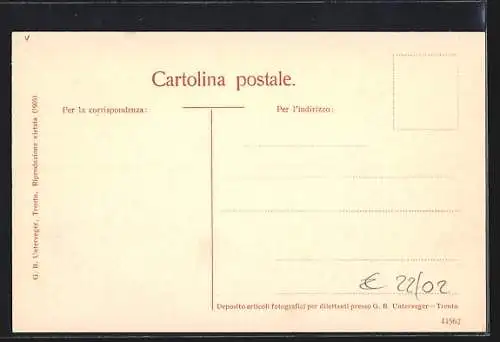 v
Cartolina postale.
Per la corrispondenza:
Per l'indirizzo:
G. B. Unterveger, Trento. Riproduzione vietata (1905)
€ 22/02
Deposito articoli fotografici per dilettanti presso G. B. Unterveger — Trento
44562